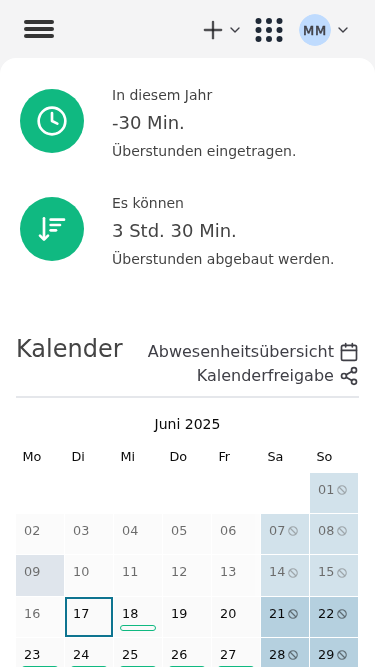 MM
In diesem Jahr
-30 Min.
Überstunden eingetragen.
Es können
3 Std. 30 Min.
Überstunden abgebaut werden.
Kalender
Abwesenheitsübersicht
Kalenderfreigabe
Juni 2025
Mo Di Mi Do Fr Sa So
01
02 03 04 05 06 07 08
09 10 11 12 13 14 15
16 17 18 19 20 21 22
23 24 25 26 27 28 29